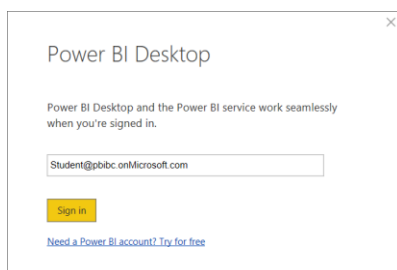 Power BI Desktop
Power BI Desktop and the Power BI service work seamlessly
when you're signed in.
Student@pbibc.onMicrosoft.com
Sign in
Need a Power BI account? Try for free